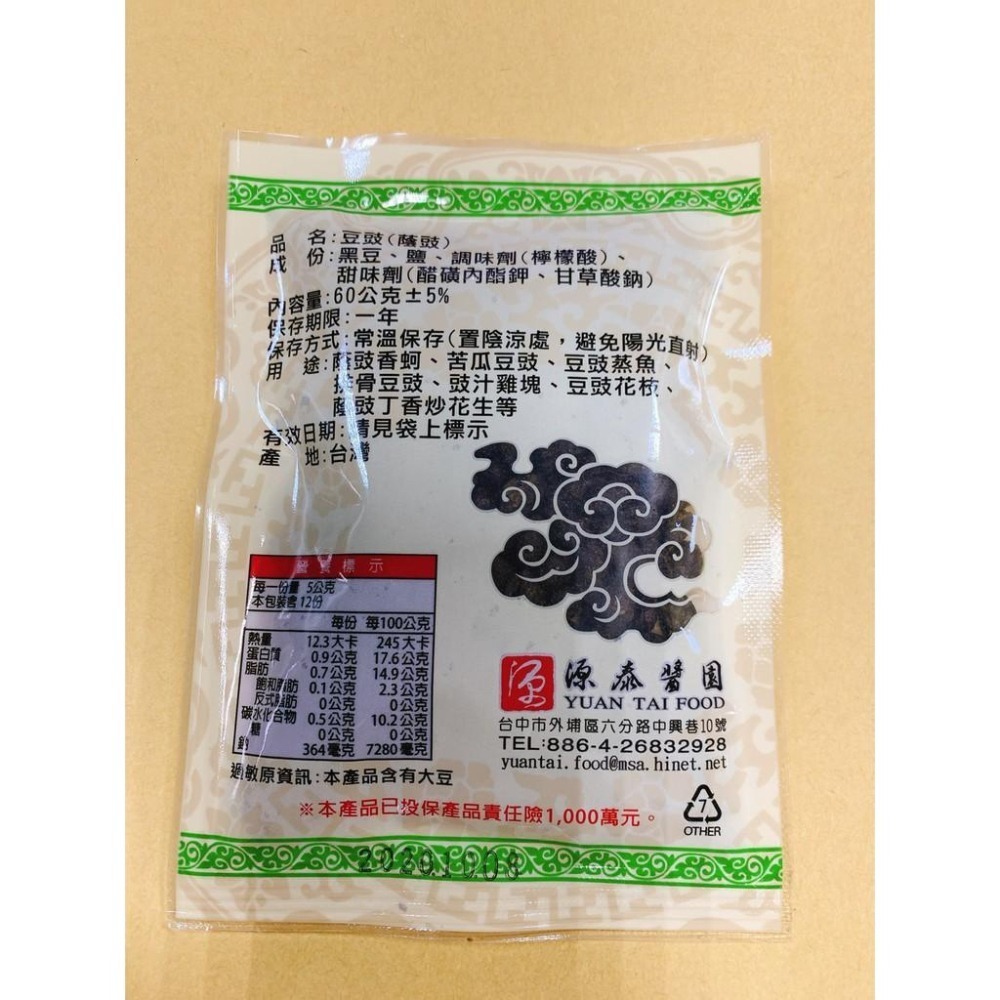 品　名:豆豉(蔭豉)
成　份:黑豆、鹽、調味劑(檸檬酸)、
甜味劑(醋磺內酯鉀、甘草酸鈉)
內容量:60公克±5%
保存期限:一年
保存方式:常溫保存(置陰涼處，避免陽光直射)
用　途:蔭豉香蚵、苦瓜豆豉、豆豉蒸魚、
排骨豆豉、豉汁雞塊、豆豉花枝、
蔭豉丁香炒花生等
有效日期:請見袋上標示
產　地:台灣
營養標示
每一份量 5公克
本包裝含 12份
每份 每100公克
熱量 12.3大卡 245大卡
蛋白質 0.9公克 17.6公克
脂肪 0.7公克 14.9公克
飽和脂肪 0.1公克 2.3公克
反式脂肪 0公克 0公克
碳水化合物 0.5公克 10.2公克
糖 0公克 0公克
鈉 364毫克 7280毫克
過敏原資訊:本產品含有大豆
源 源泰醬園
YUAN TAI FOOD
台中市外埔區六分路中興巷10號
TEL:886-4-26832928
yuantai.food@msa.hinet.net
※本產品已投保產品責任險1,000萬元。
7
OTHER
20201008